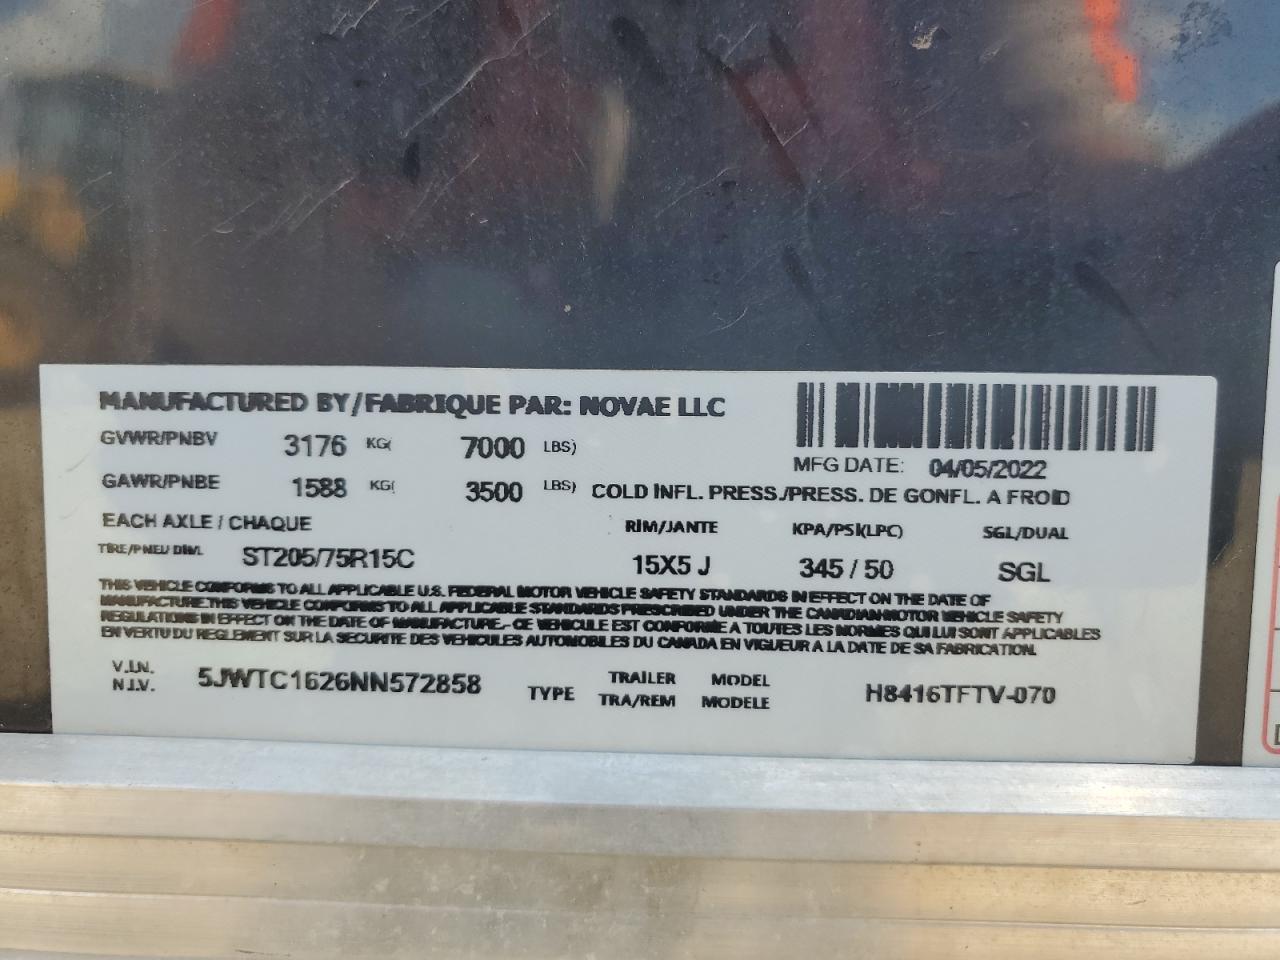 MANUFACTURED BY/FABRIQUE PAR: NOVAE LLC
GVWR/PNBV 3176 KG( 7000 LBS)
MFG DATE: 04/05/2022
GAWR/PNBE 1588 KG( 3500 LBS) COLD INFL. PRESS./PRESS. DE GONFL. A FROID
EACH AXLE / CHAQUE RIM/JANTE KPA/PSI(LPC) SGL/DUAL
TIRE/PNEU DIM. ST205/75R15C 15X5 J 345 / 50 SGL
THIS VEHICLE CONFORMS TO ALL APPLICABLE U.S. FEDERAL MOTOR VEHICLE SAFETY STANDARDS IN EFFECT ON THE DATE OF
MANUFACTURE.THIS VEHICLE CONFORMS TO ALL APPLICABLE STANDARDS PRESCRIBED UNDER THE CANADIAN MOTOR VEHICLE SAFETY
REGULATIONS IN EFFECT ON THE DATE OF MANUFACTURE.- CE VEHICULE EST CONFORME A TOUTES LES NORMES QUI LUI SONT APPLICABLES
EN VERTU DU REGLEMENT SUR LA SECURITE DES VEHICULES AUTOMOBILES DU CANADA EN VIGUEUR A LA DATE DE SA FABRICATION.
V.I.N. 5JWTC1626NN572858 TRAILER MODEL H8416TFTV-070
N.I.V. TYPE TRA/REM MODELE